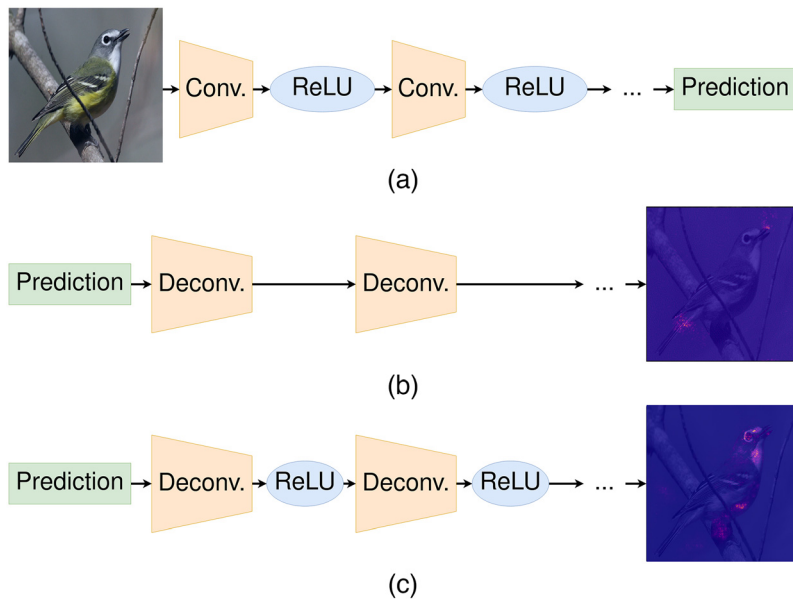 Conv. ReLU Conv. ReLU ... Prediction
(a)
Prediction Deconv. Deconv. ...
(b)
Prediction Deconv. ReLU Deconv. ReLU ...
(c)